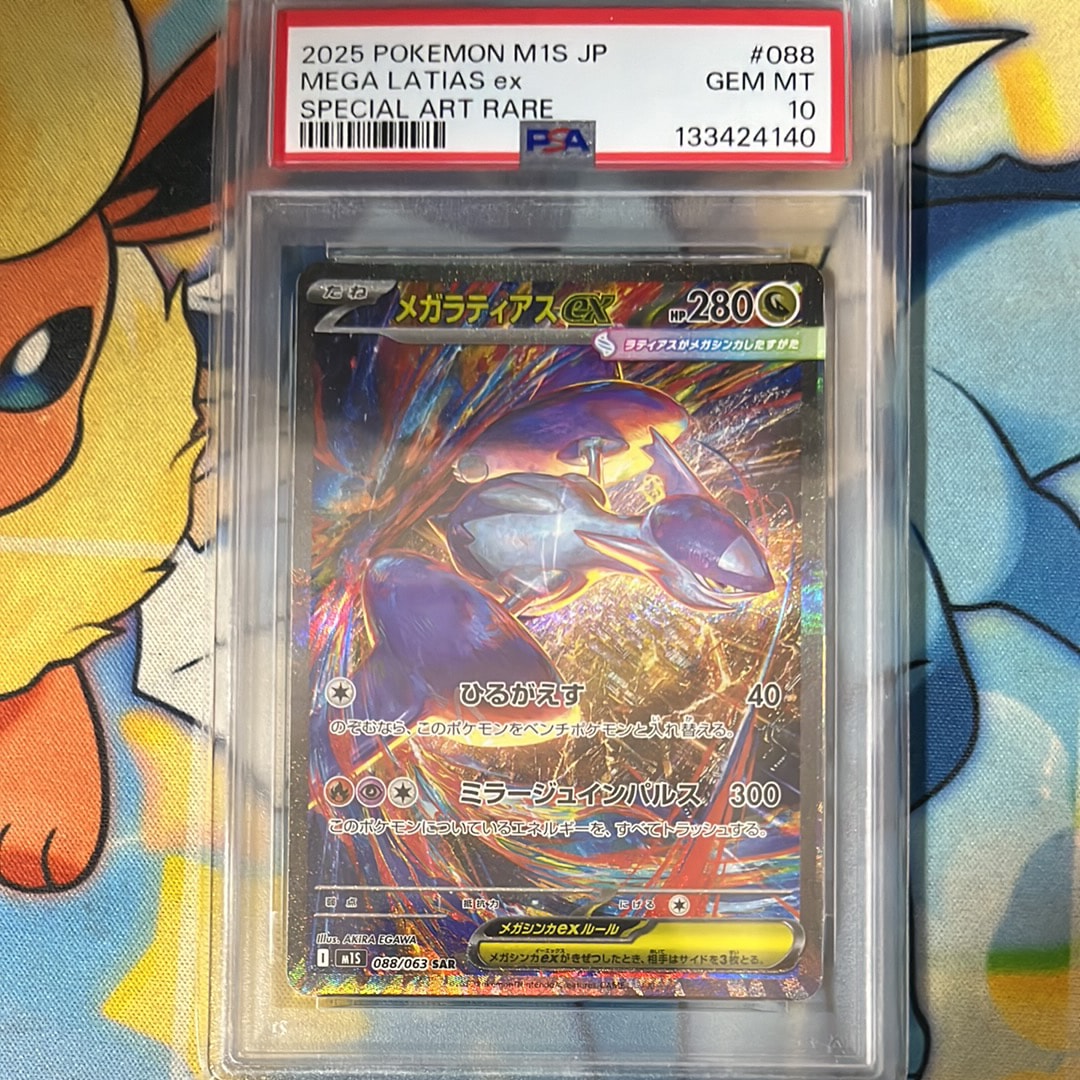 2025 POKEMON M1S JP #088
MEGA LATIAS ex GEM MT
SPECIAL ART RARE 10
PSA 133424140
たね メガラティアスex HP280
ラティアスがメガシンカしたすがた
ひるがえす 40
のぞむなら、このポケモンをベンチポケモンと入れ替える。
ミラージュインパルス 300
このポケモンについているエネルギーを、すべてトラッシュする。
弱点 抵抗力 にげる
Illus. AKIRA EGAWA
メガシンカexルール
I M1S 088/063 SAR
メガシンカexがきぜつしたとき、相手はサイドを3枚とる。